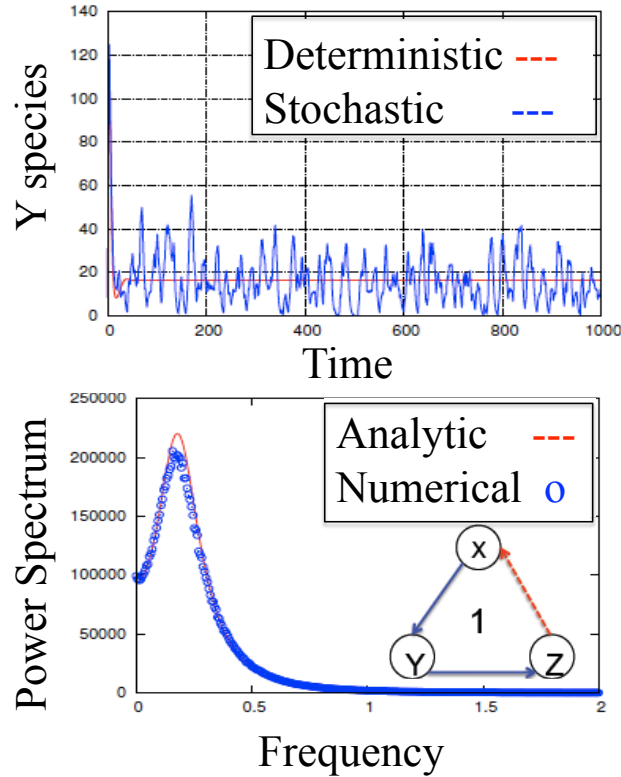 140
120
100
80
60
40
20
0
Y species
Deterministic
Stochastic
0 200 400 600 800 1000
Time
250000
200000
150000
100000
50000
0
Power Spectrum
Analytic
Numerical o
X
1
Y Z
0 0.5 1 1.5 2
Frequency